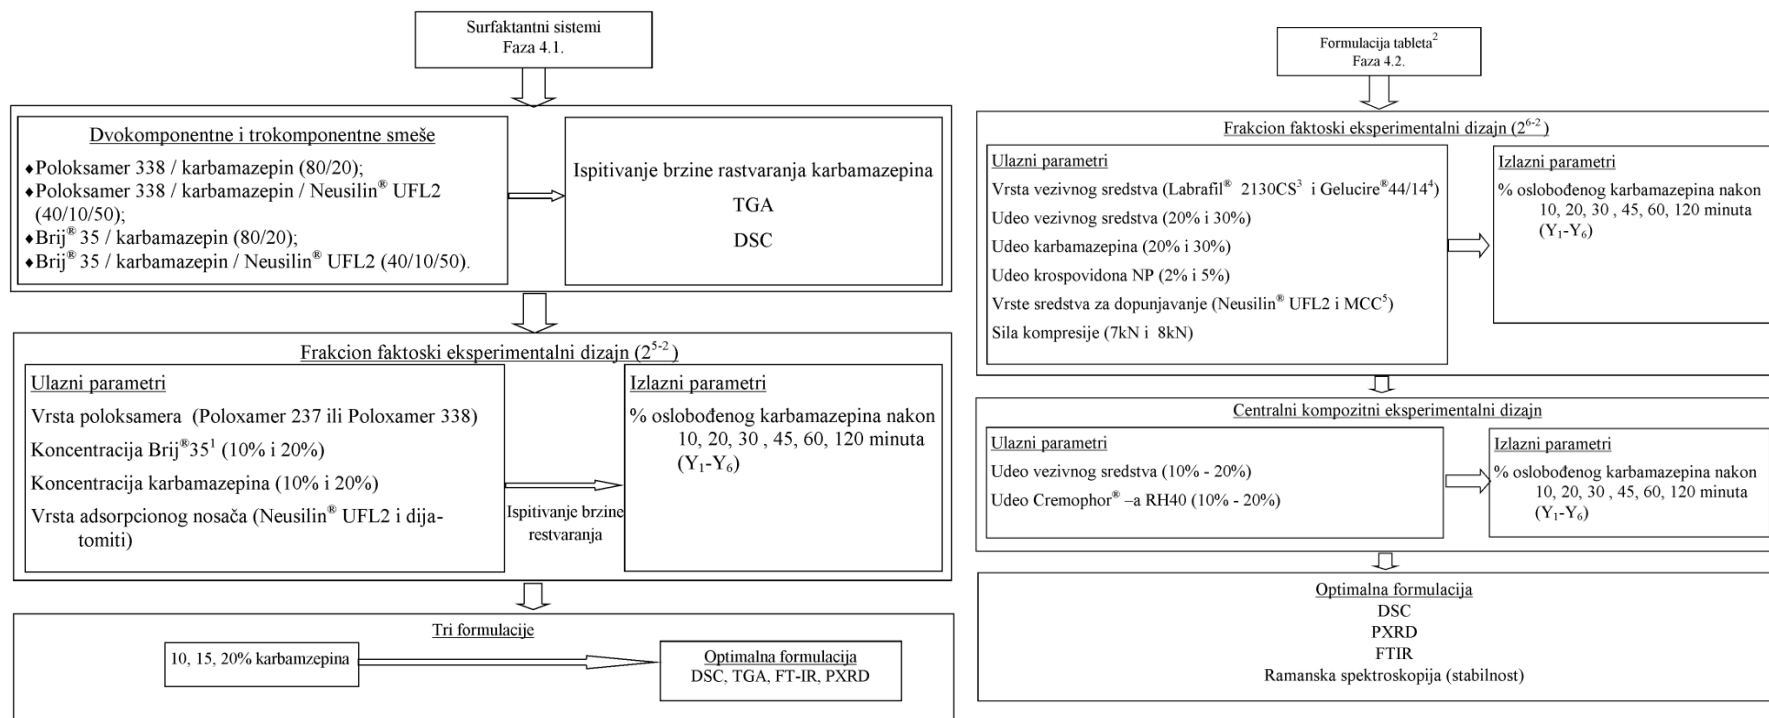 Surfaktantni sistemi
Faza 4.1.
Dvokomponentne i trokomponentne smeše
♦Poloksamer 338 / karbamazepin (80/20);
♦Poloksamer 338 / karbamazepin / Neusilin® UFL2
(40/10/50);
♦Brij® 35 / karbamazepin (80/20);
♦Brij® 35 / karbamazepin / Neusilin® UFL2 (40/10/50).
Ispitivanje brzine rastvaranja karbamazepina
TGA
DSC
Frakcion faktoski eksperimentalni dizajn (2⁵⁻²)
Ulazni parametri
Vrsta poloksamera (Poloxamer 237 ili Poloxamer 338)
Koncentracija Brij®35¹ (10% i 20%)
Koncentracija karbamazepina (10% i 20%)
Vrsta adsorpcionog nosača (Neusilin® UFL2 i dija-
tomiti)
Ispitivanje brzine
restvaranja
Izlazni parametri
% oslobođenog karbamazepina nakon
10, 20, 30 , 45, 60, 120 minuta
(Y₁-Y₆)
Tri formulacije
10, 15, 20% karbamzepina
Optimalna formulacija
DSC, TGA, FT-IR, PXRD
Formulacija tableta²
Faza 4.2.
Frakcion faktoski eksperimentalni dizajn (2⁶⁻²)
Ulazni parametri
Vrsta vezivnog sredstva (Labrafil® 2130CS³ i Gelucire®44/14⁴)
Udeo vezivnog sredstva (20% i 30%)
Udeo karbamazepina (20% i 30%)
Udeo krospovidona NP (2% i 5%)
Vrste sredstva za dopunjavanje (Neusilin® UFL2 i MCC⁵)
Sila kompresije (7kN i 8kN)
Izlazni parametri
% oslobođenog karbamazepina nakon
10, 20, 30 , 45, 60, 120 minuta
(Y₁-Y₆)
Centralni kompozitni eksperimentalni dizajn
Ulazni parametri
Udeo vezivnog sredstva (10% - 20%)
Udeo Cremophor® –a RH40 (10% - 20%)
Izlazni parametri
% oslobođenog karbamazepina nakon
10, 20, 30 , 45, 60, 120 minuta
(Y₁-Y₆)
Optimalna formulacija
DSC
PXRD
FTIR
Ramanska spektroskopija (stabilnost)